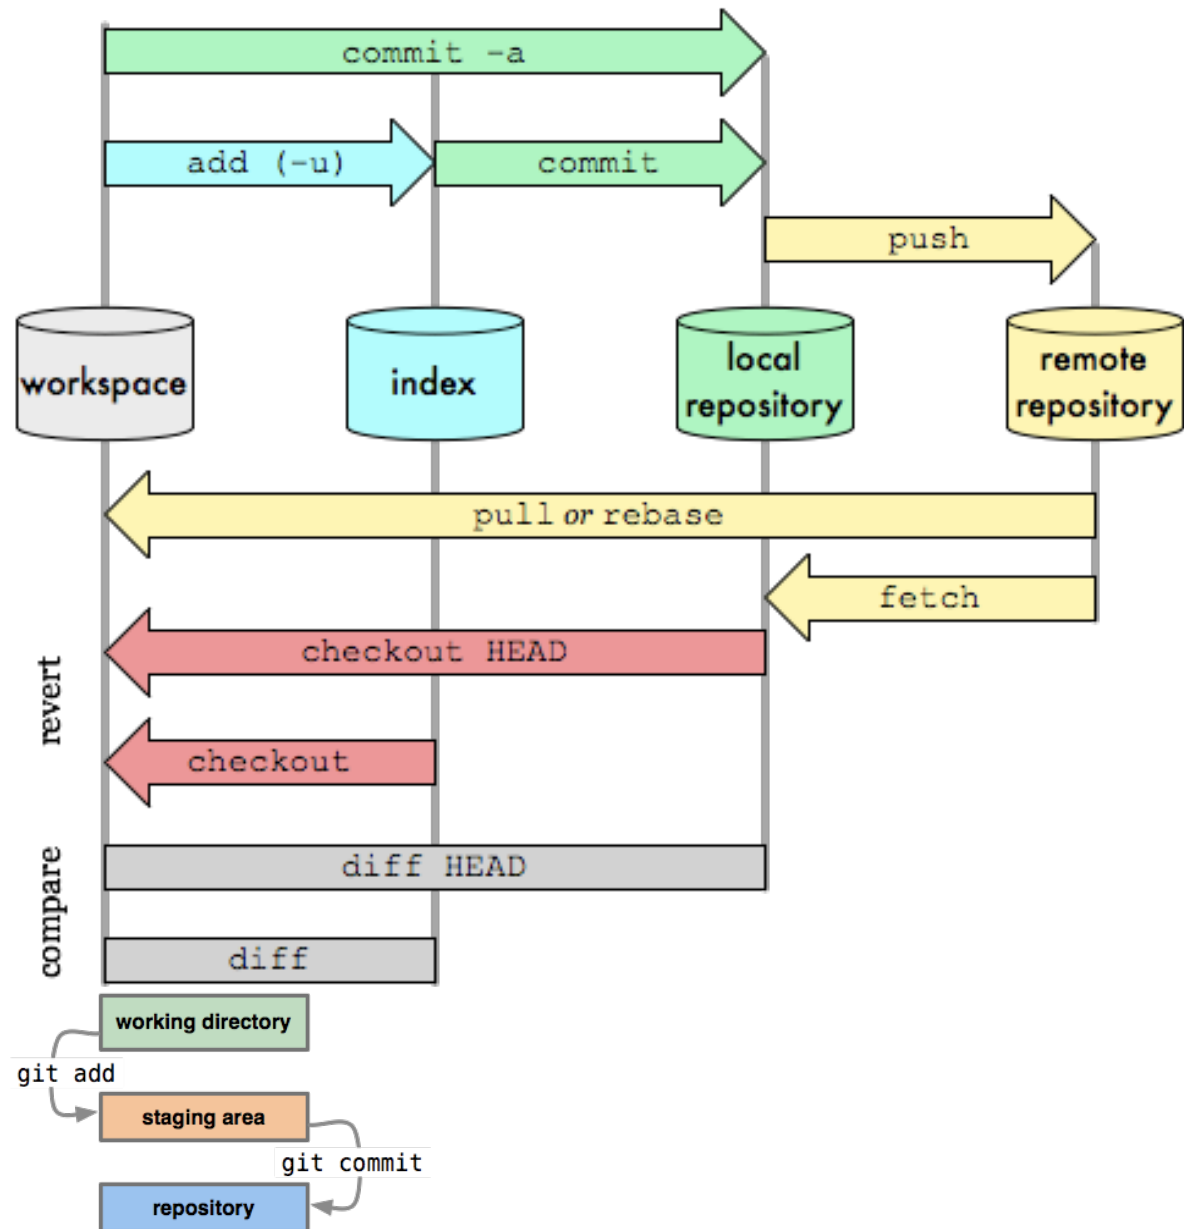 commit -a
add (-u)
commit
push
workspace
index
local
repository
remote
repository
pull or rebase
fetch
revert
checkout HEAD
checkout
compare
diff HEAD
diff
working directory
git add
staging area
git commit
repository